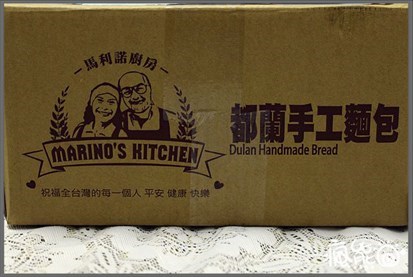 馬利諾廚房
MARINO'S KITCHEN
祝福全台灣的每一個人 平安 健康 快樂
都蘭手工麵包
Dulan Handmade Bread